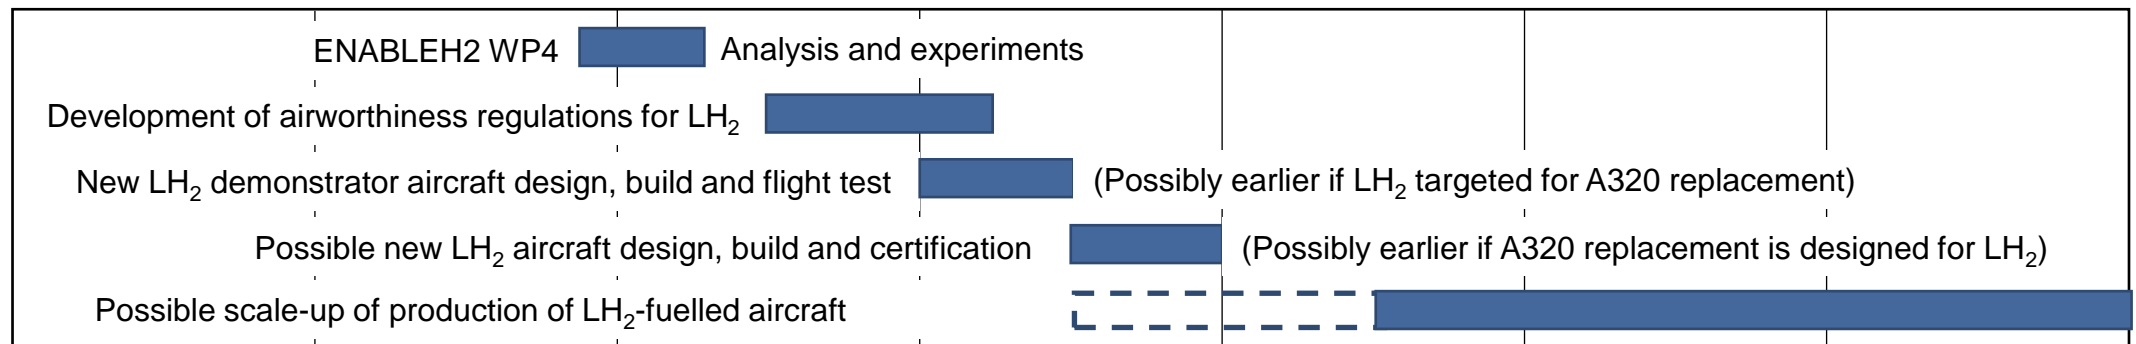 ENABLEH2 WP4 Analysis and experiments
Development of airworthiness regulations for LH₂
New LH₂ demonstrator aircraft design, build and flight test (Possibly earlier if LH₂ targeted for A320 replacement)
Possible new LH₂ aircraft design, build and certification (Possibly earlier if A320 replacement is designed for LH₂)
Possible scale-up of production of LH₂-fuelled aircraft